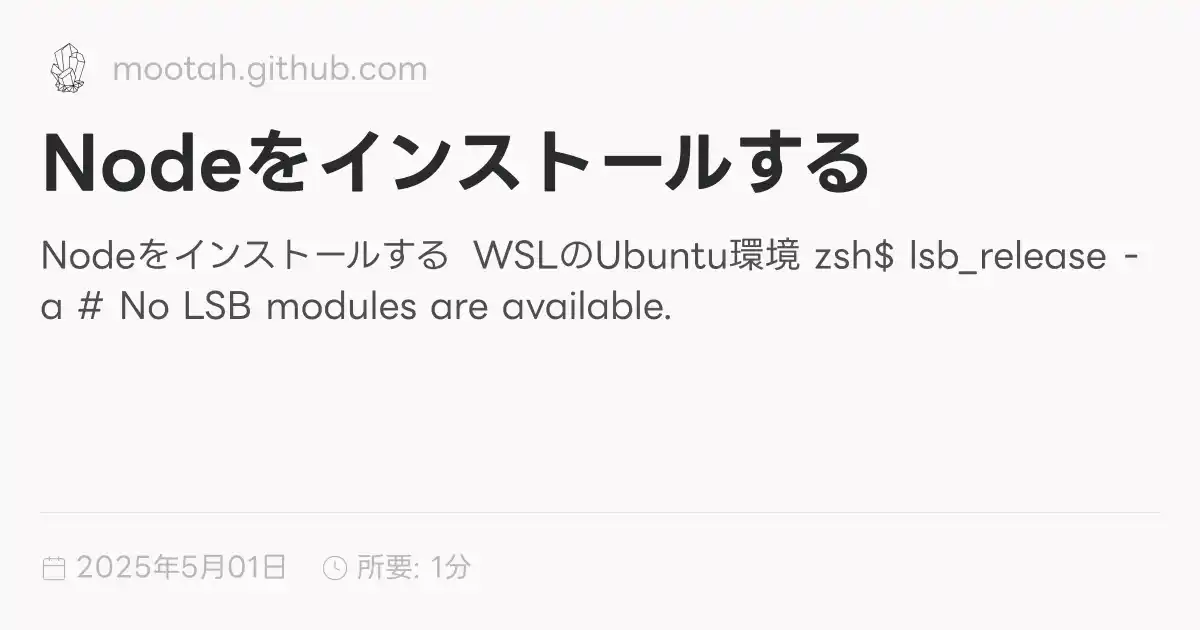 mootah.github.com
Nodeをインストールする
Nodeをインストールする  WSLのUbuntu環境 zsh$ lsb_release -
a # No LSB modules are available.
2025年5月01日 所要: 1分